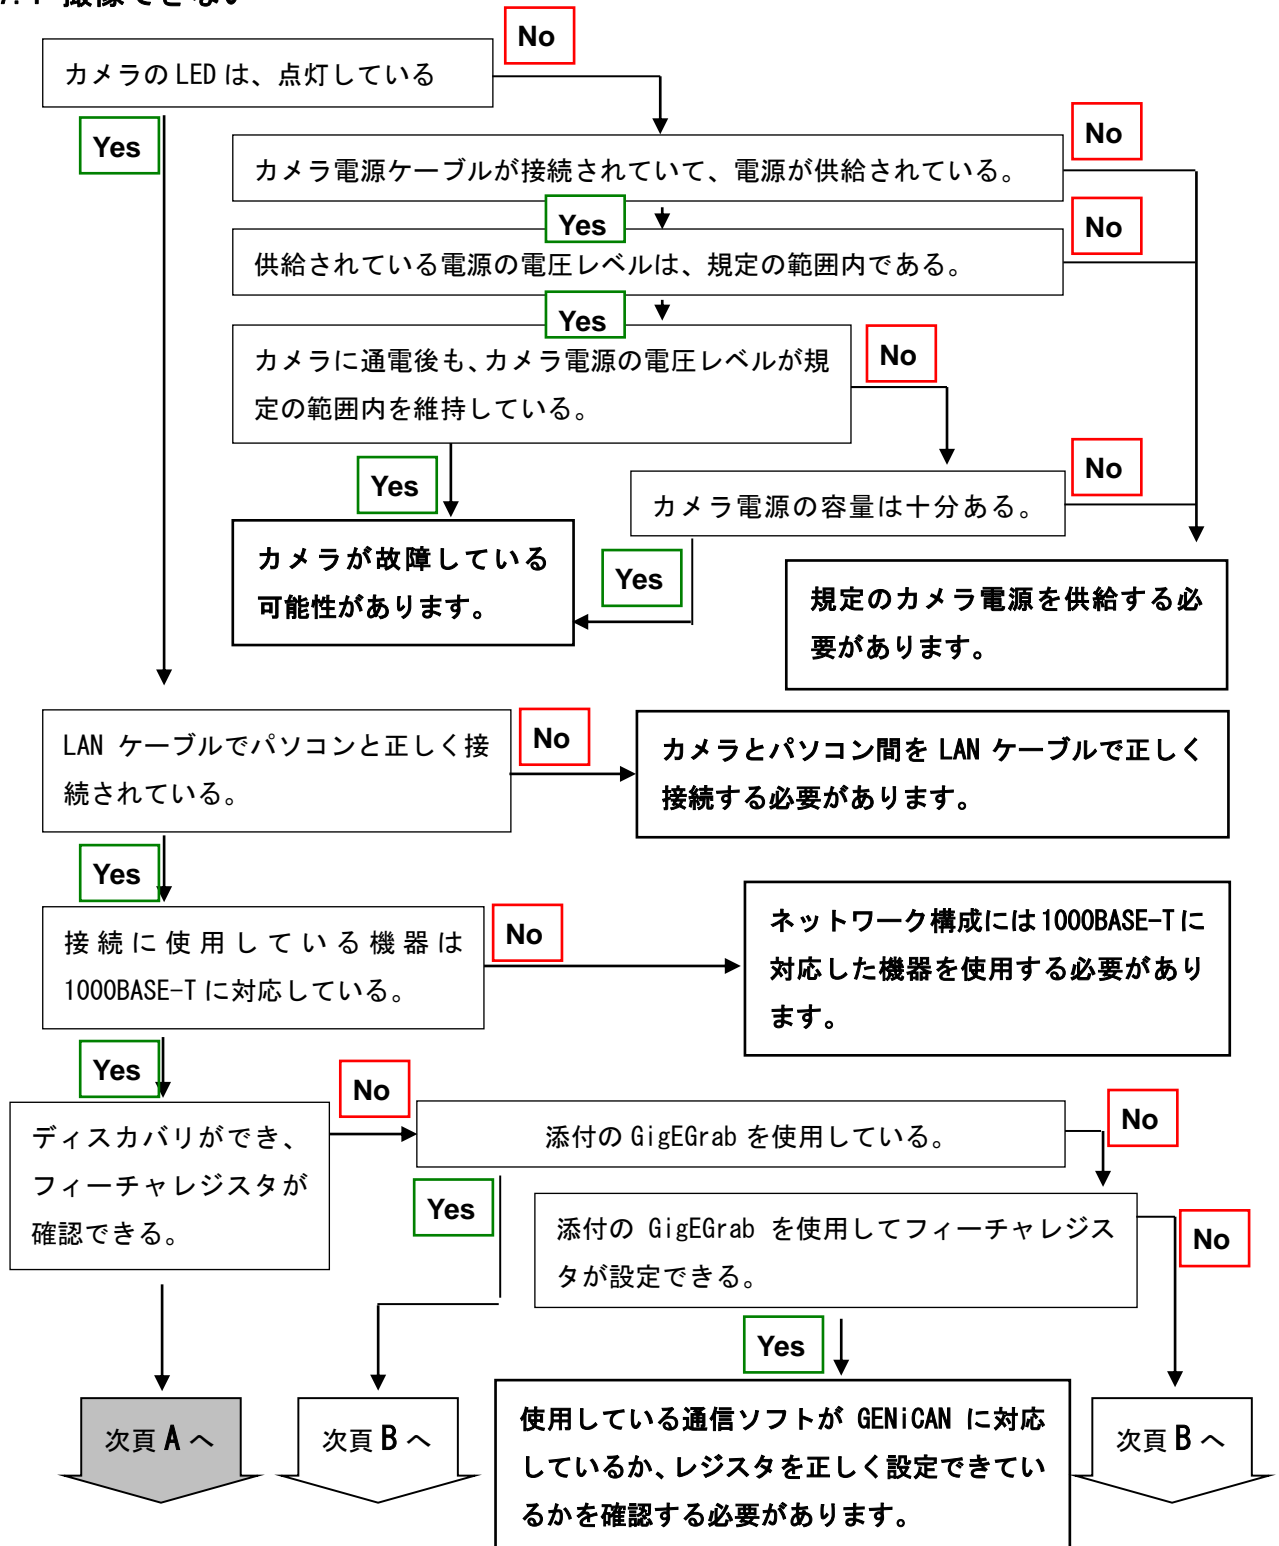 7.1 撮像できない
No
カメラの LED は、点灯している
Yes
No
カメラ電源ケーブルが接続されていて、電源が供給されている。
Yes
No
供給されている電源の電圧レベルは、規定の範囲内である。
Yes
No
カメラに通電後も、カメラ電源の電圧レベルが規
定の範囲内を維持している。
Yes
No
カメラ電源の容量は十分ある。
カメラが故障している
可能性があります。
Yes
規定のカメラ電源を供給する必
要があります。
LAN ケーブルでパソコンと正しく接
続されている。
No
カメラとパソコン間を LAN ケーブルで正しく
接続する必要があります。
Yes
接続に使用している機器は
1000BASE-T に対応している。
No
ネットワーク構成には 1000BASE-T に
対応した機器を使用する必要があり
ます。
Yes
No
ディスカバリができ、
フィーチャレジスタが
確認できる。
添付の GigEGrab を使用している。
No
Yes
添付の GigEGrab を使用してフィーチャレジス
タが設定できる。
No
Yes
次頁 A へ
次頁 B へ
使用している通信ソフトが GENiCAN に対応
しているか、レジスタを正しく設定できてい
るかを確認する必要があります。
次頁 B へ